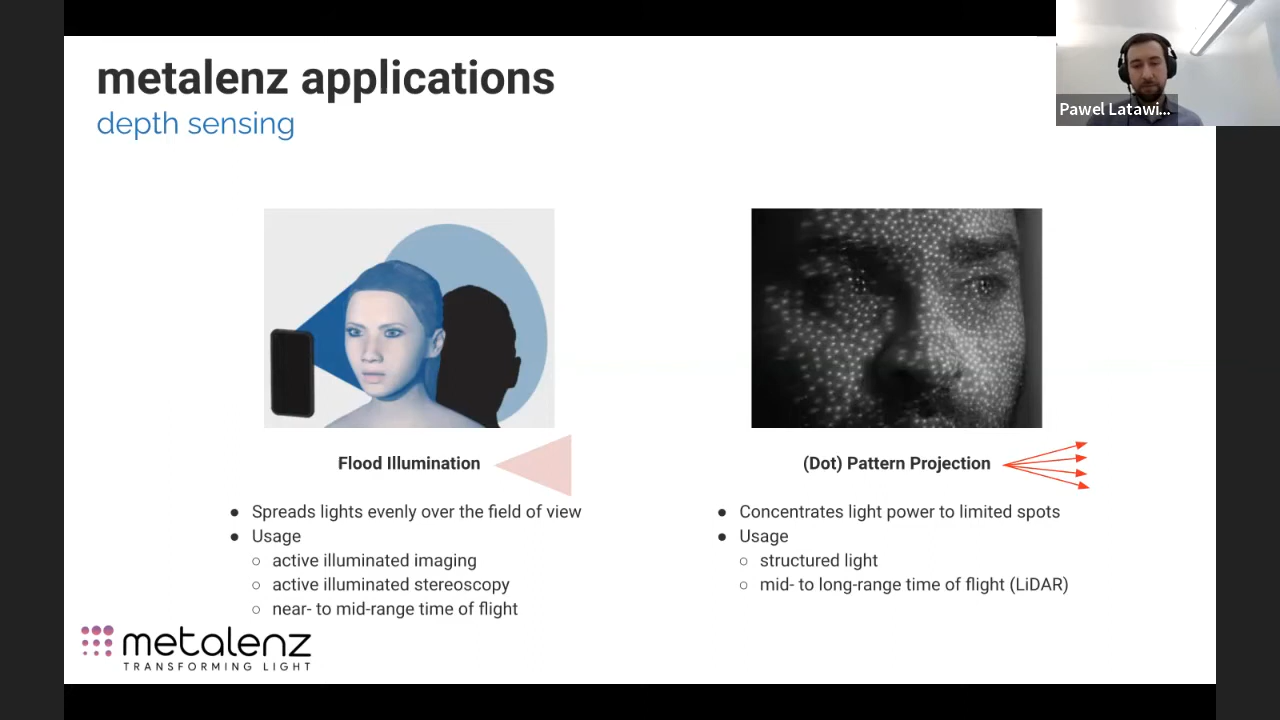 metalenz applications
depth sensing
Pawel Latawi...
Flood Illumination
● Spreads lights evenly over the field of view
● Usage
○ active illuminated imaging
○ active illuminated stereoscopy
○ near- to mid-range time of flight
(Dot) Pattern Projection
● Concentrates light power to limited spots
● Usage
○ structured light
○ mid- to long-range time of flight (LiDAR)
metalenz
TRANSFORMING LIGHT